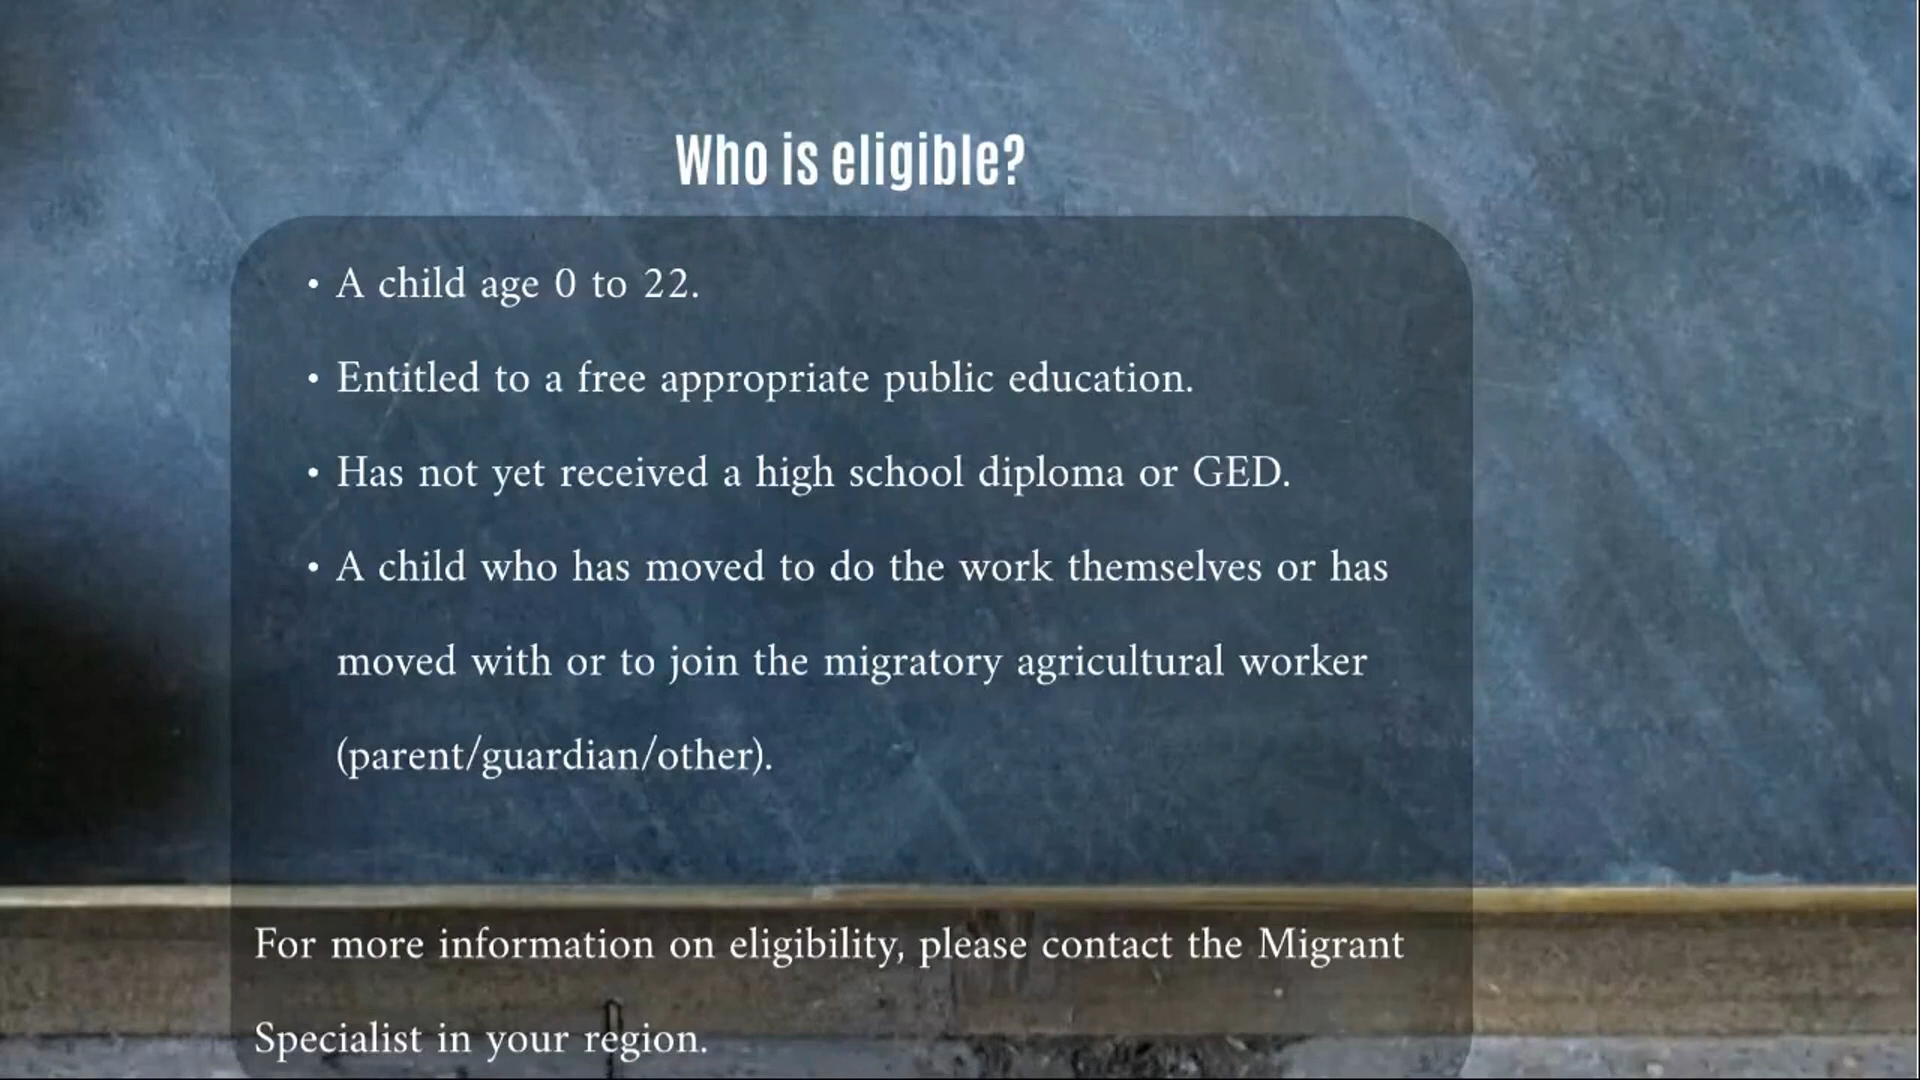 Who is eligible?
• A child age 0 to 22.
• Entitled to a free appropriate public education.
• Has not yet received a high school diploma or GED.
• A child who has moved to do the work themselves or has
moved with or to join the migratory agricultural worker
(parent/guardian/other).
For more information on eligibility, please contact the Migrant
Specialist in your region.